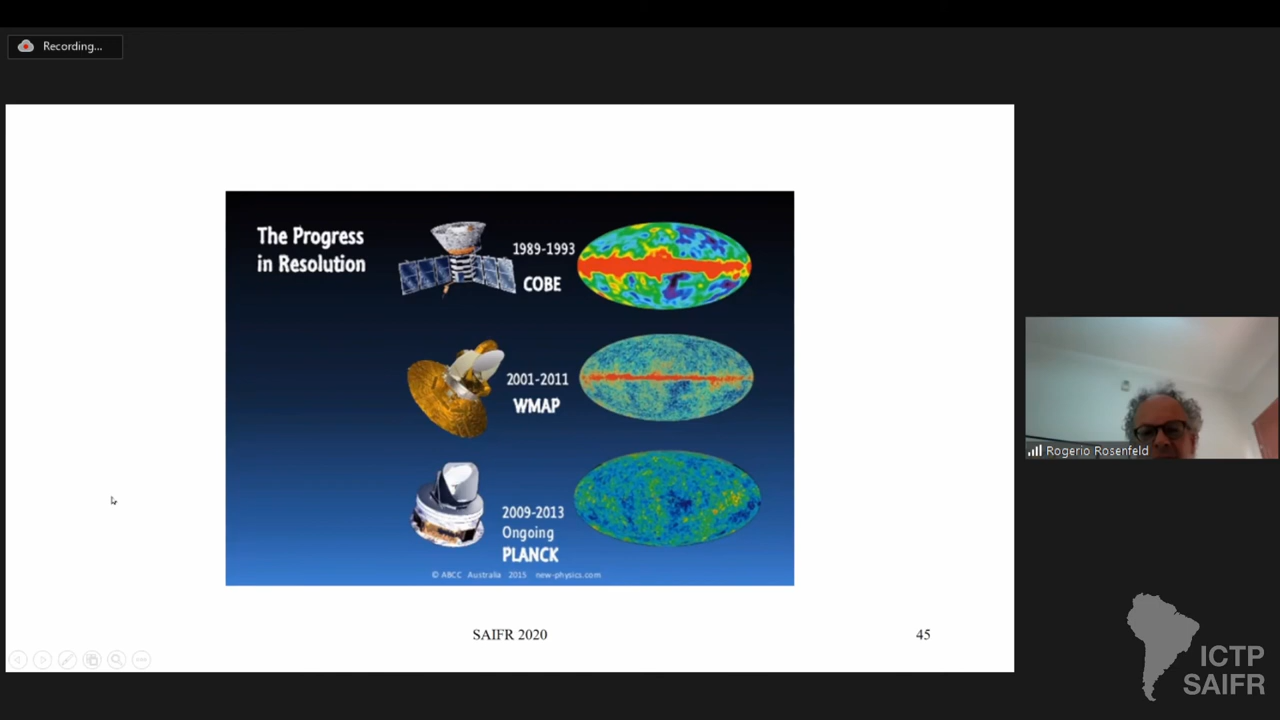 Recording...
The Progress
in Resolution
1989-1993
COBE
2001-2011
WMAP
2009-2013
Ongoing
PLANCK
© ABCC Australia 2015 new-physics.com
SAIFR 2020
45
Rogerio Rosenfeld
ICTP
SAIFR